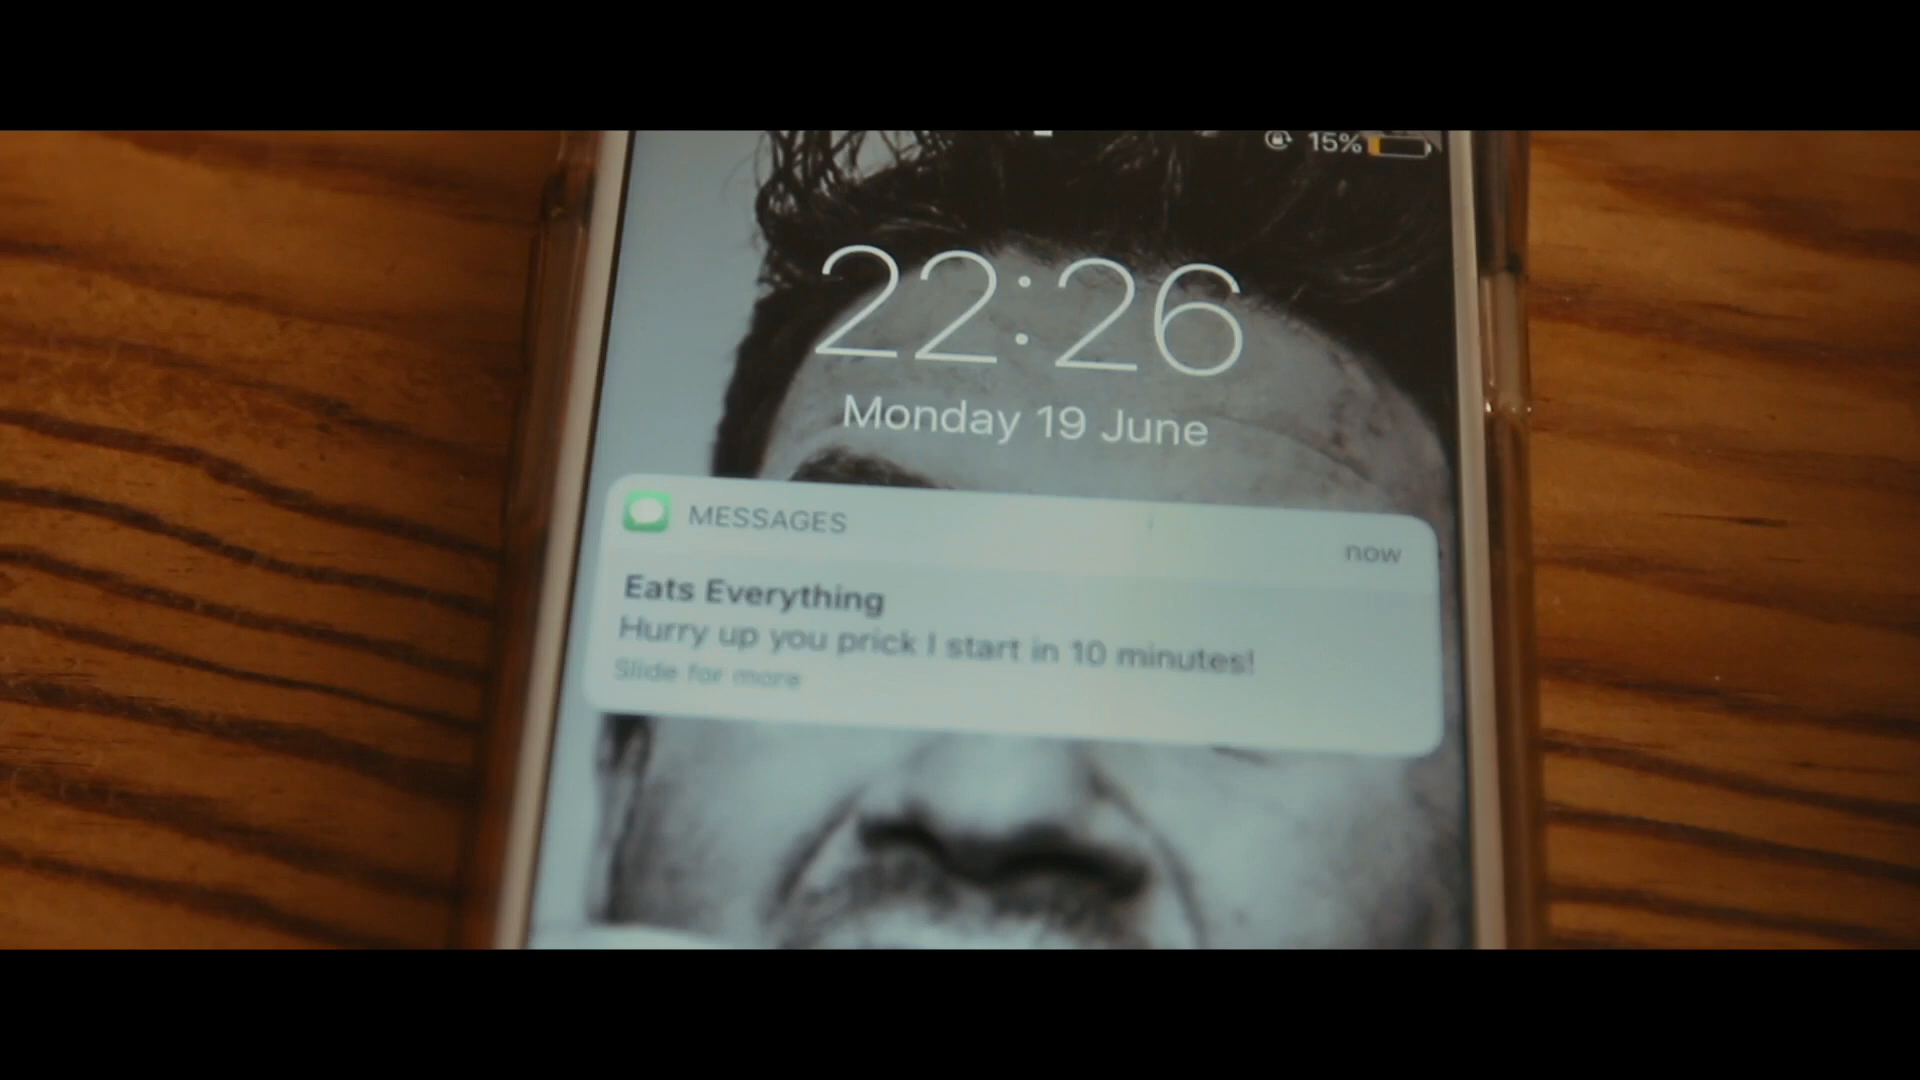 15%
22:26
Monday 19 June
MESSAGES
now
Eats Everything
Hurry up you prick I start in 10 minutes!
Slide for more